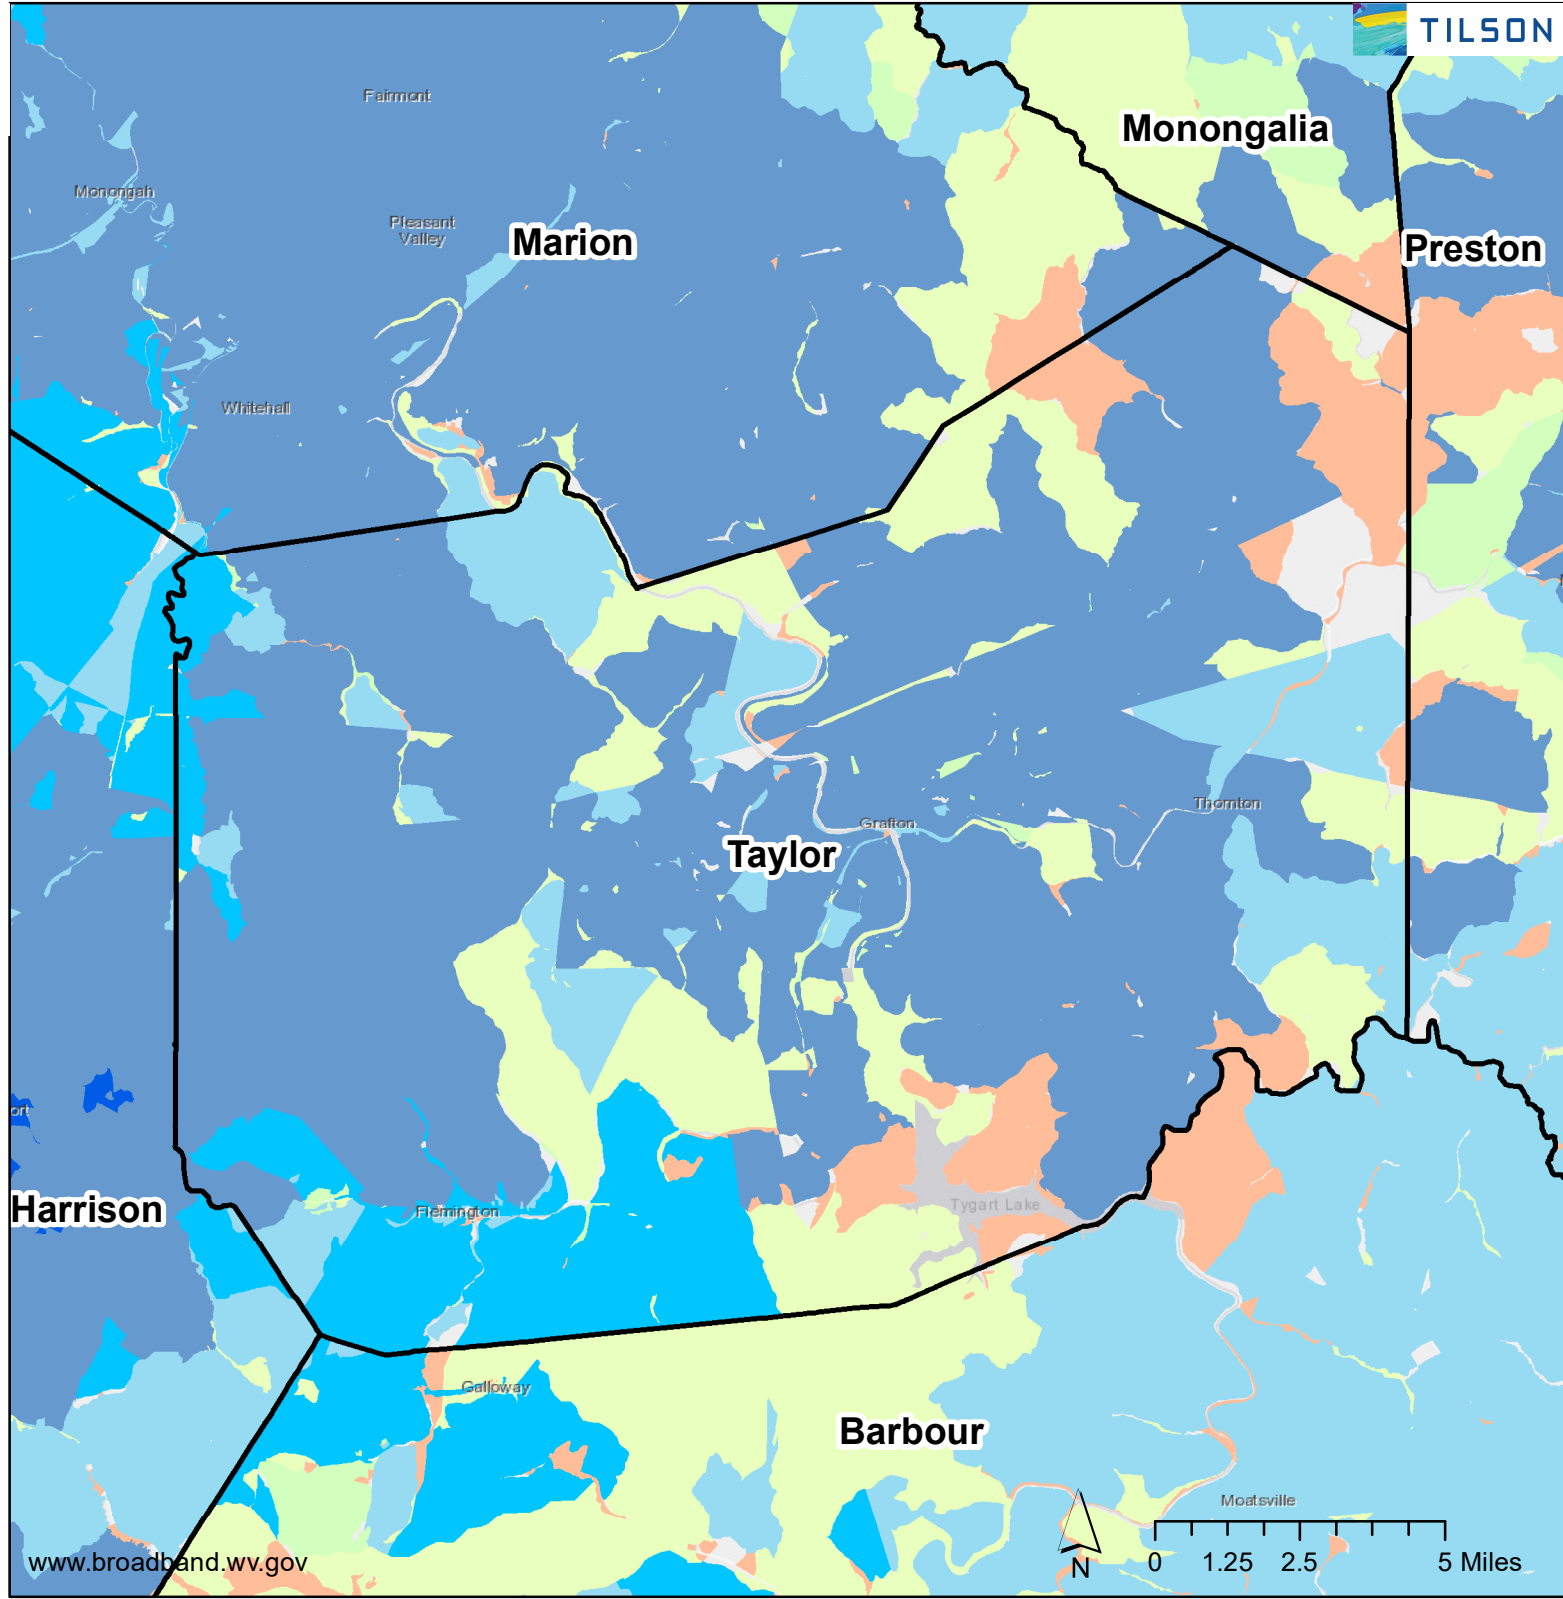 TILSON
Fairmont
Monongalia
Monongah
Pleasant
Valley
Marion
Preston
Whitehall
Thornton
Grafton
Taylor
ort
Tygart Lake
Harrison
Flemington
Galloway
Barbour
Moatsville
www.broadband.wv.gov
N
0 1.25 2.5 5 Miles